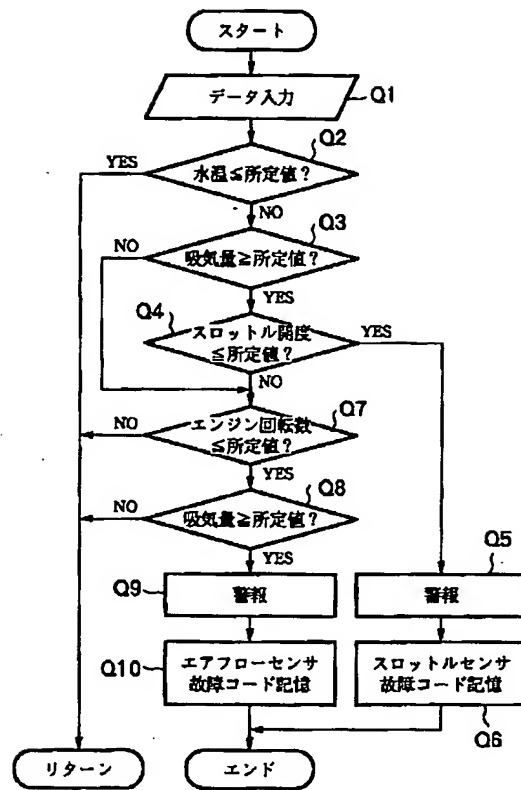 スタート
データ入力
Q1
Q2
YES
水温≦所定値？
NO
Q3
NO
吸気量≧所定値？
YES
Q4
スロットル開度
≦所定値？
YES
NO
Q7
NO
エンジン回転数
≦所定値？
YES
Q8
NO
吸気量≧所定値？
YES
Q5
Q9
警報
警報
Q10
エアフローセンサ
故障コード記憶
スロットルセンサ
故障コード記憶
Q6
リターン
エンド